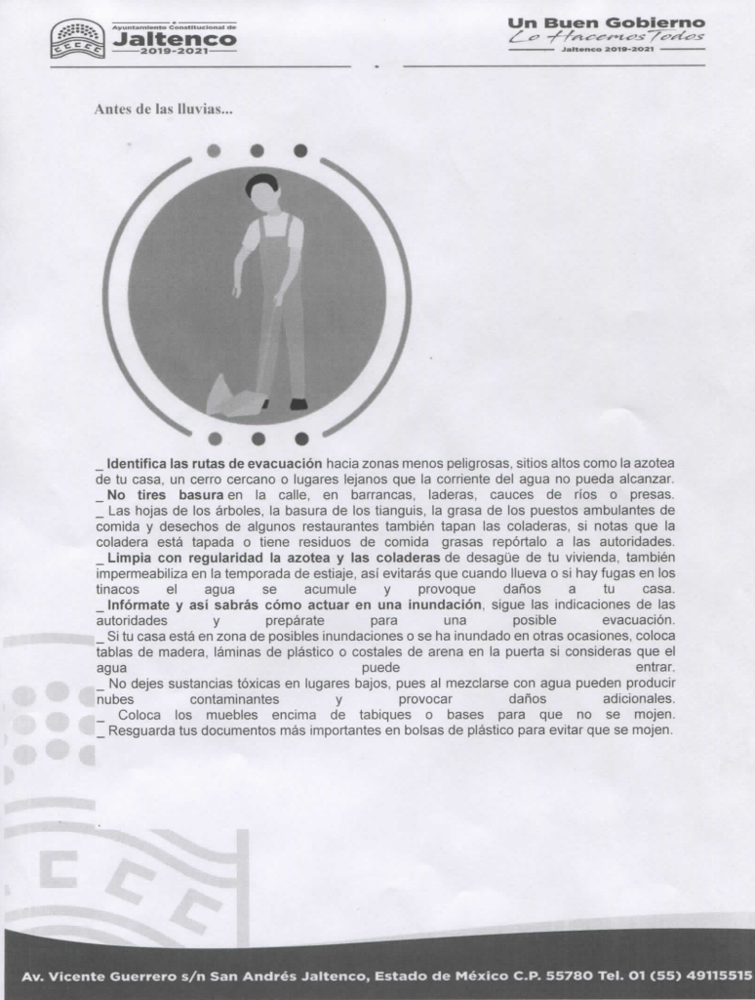 Ayuntamiento Constitucional de
Jaltenco
2019-2021
Un Buen Gobierno
Lo Hacemos Todos
Jaltenco 2019-2021
Antes de las lluvias...
_ Identifica las rutas de evacuación hacia zonas menos peligrosas, sitios altos como la azotea
de tu casa, un cerro cercano o lugares lejanos que la corriente del agua no pueda alcanzar.
_ No tires basura en la calle, en barrancas, laderas, cauces de ríos o presas.
_ Las hojas de los árboles, la basura de los tianguis, la grasa de los puestos ambulantes de
comida y desechos de algunos restaurantes también tapan las coladeras, si notas que la
coladera está tapada o tiene residuos de comida grasas repórtalo a las autoridades.
_ Limpia con regularidad la azotea y las coladeras de desagüe de tu vivienda, también
impermeabiliza en la temporada de estiaje, así evitarás que cuando llueva o si hay fugas en los
tinacos el agua se acumule y provoque daños a tu casa.
_ Infórmate y así sabrás cómo actuar en una inundación, sigue las indicaciones de las
autoridades y prepárate para una posible evacuación.
_ Si tu casa está en zona de posibles inundaciones o se ha inundado en otras ocasiones, coloca
tablas de madera, láminas de plástico o costales de arena en la puerta si consideras que el
agua puede entrar.
_ No dejes sustancias tóxicas en lugares bajos, pues al mezclarse con agua pueden producir
nubes contaminantes y provocar daños adicionales.
_ Coloca los muebles encima de tabiques o bases para que no se mojen.
_ Resguarda tus documentos más importantes en bolsas de plástico para evitar que se mojen.
Av. Vicente Guerrero s/n San Andrés Jaltenco, Estado de México C.P. 55780 Tel. 01 (55) 49115515